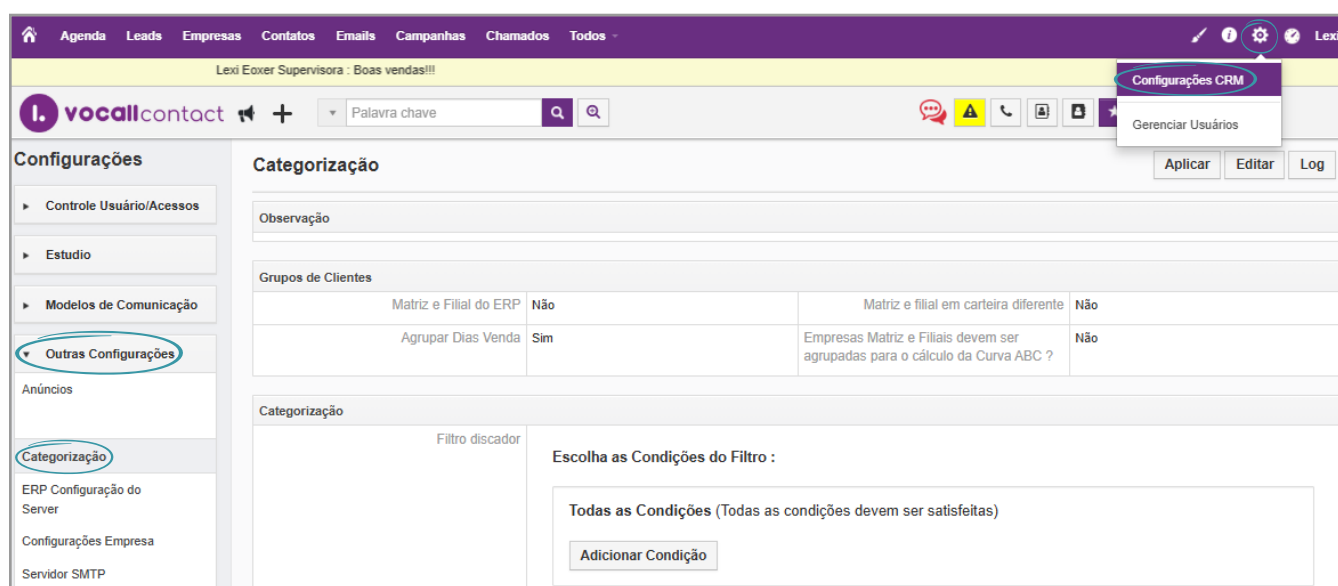 Agenda Leads Empresas Contatos Emails Campanhas Chamados Todos Lexi
Lexi Eoxer Supervisora : Boas vendas!!!
Configurações CRM
Gerenciar Usuários
l. vocallcontact Palavra chave
Configurações
Controle Usuário/Acessos
Estudio
Modelos de Comunicação
Outras Configurações
Anúncios
Categorização
ERP Configuração do
Server
Configurações Empresa
Servidor SMTP
Categorização Aplicar Editar Log
Observação
Grupos de Clientes
Matriz e Filial do ERP Não Matriz e filial em carteira diferente Não
Agrupar Dias Venda Sim Empresas Matriz e Filiais devem ser Não
agrupadas para o cálculo da Curva ABC ?
Categorização
Filtro discador
Escolha as Condições do Filtro :
Todas as Condições (Todas as condições devem ser satisfeitas)
Adicionar Condição